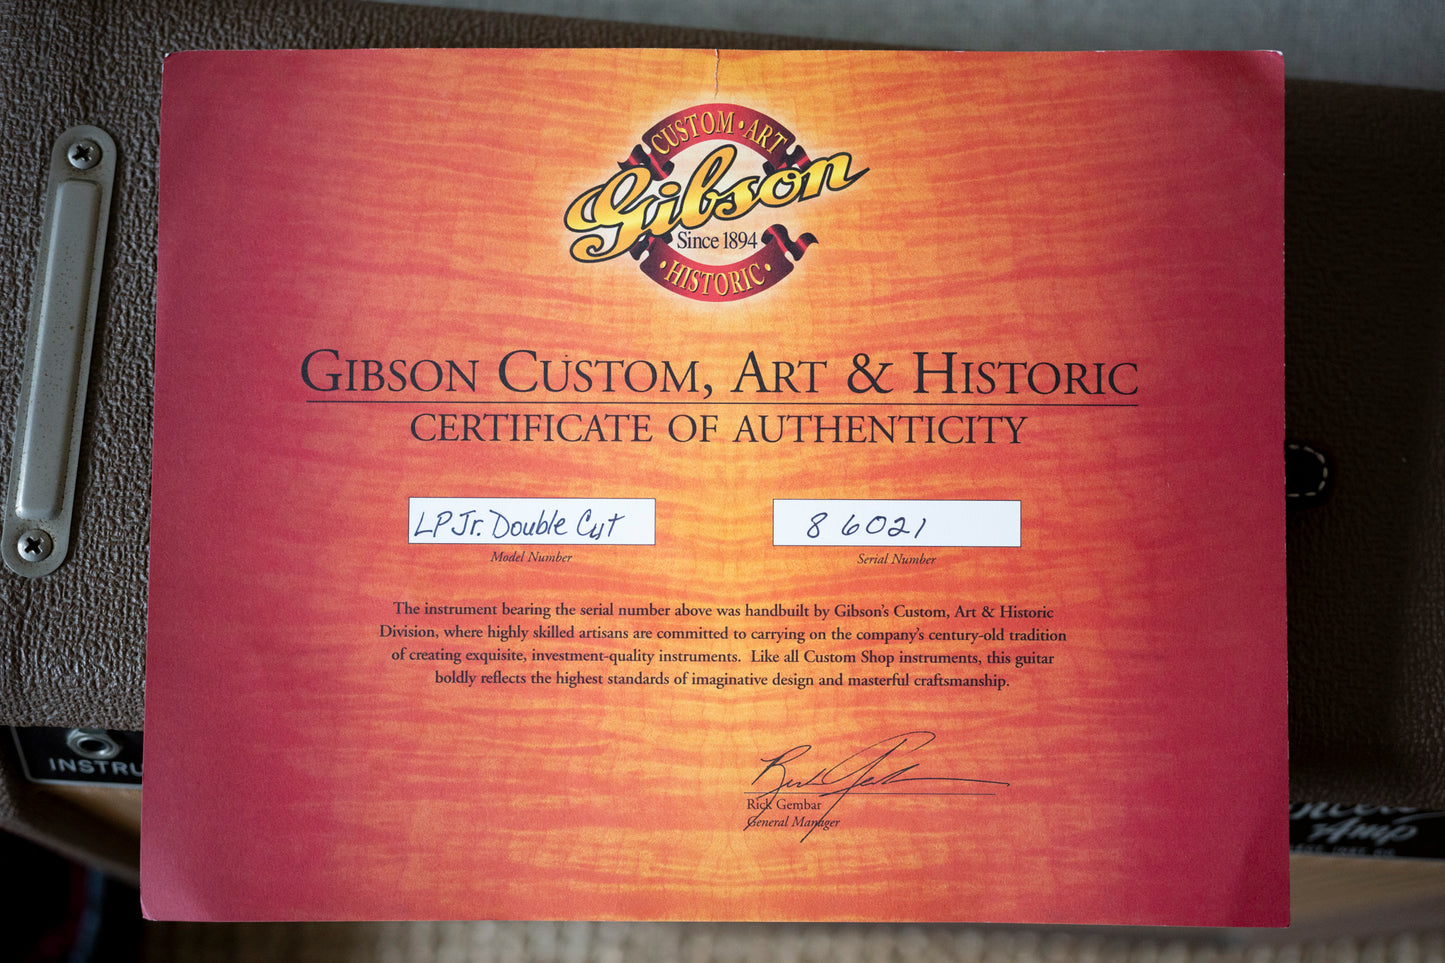 CUSTOM · ART
Gibson
Since 1894
· HISTORIC ·
GIBSON CUSTOM, ART & HISTORIC
CERTIFICATE OF AUTHENTICITY
LP Jr. Double Cut
8 6021
Model Number
Serial Number
The instrument bearing the serial number above was handbuilt by Gibson's Custom, Art & Historic
Division, where highly skilled artisans are committed to carrying on the company's century-old tradition
of creating exquisite, investment-quality instruments. Like all Custom Shop instruments, this guitar
boldly reflects the highest standards of imaginative design and masterful craftsmanship.
Rick Gembar
General Manager
INSTRU
Amp